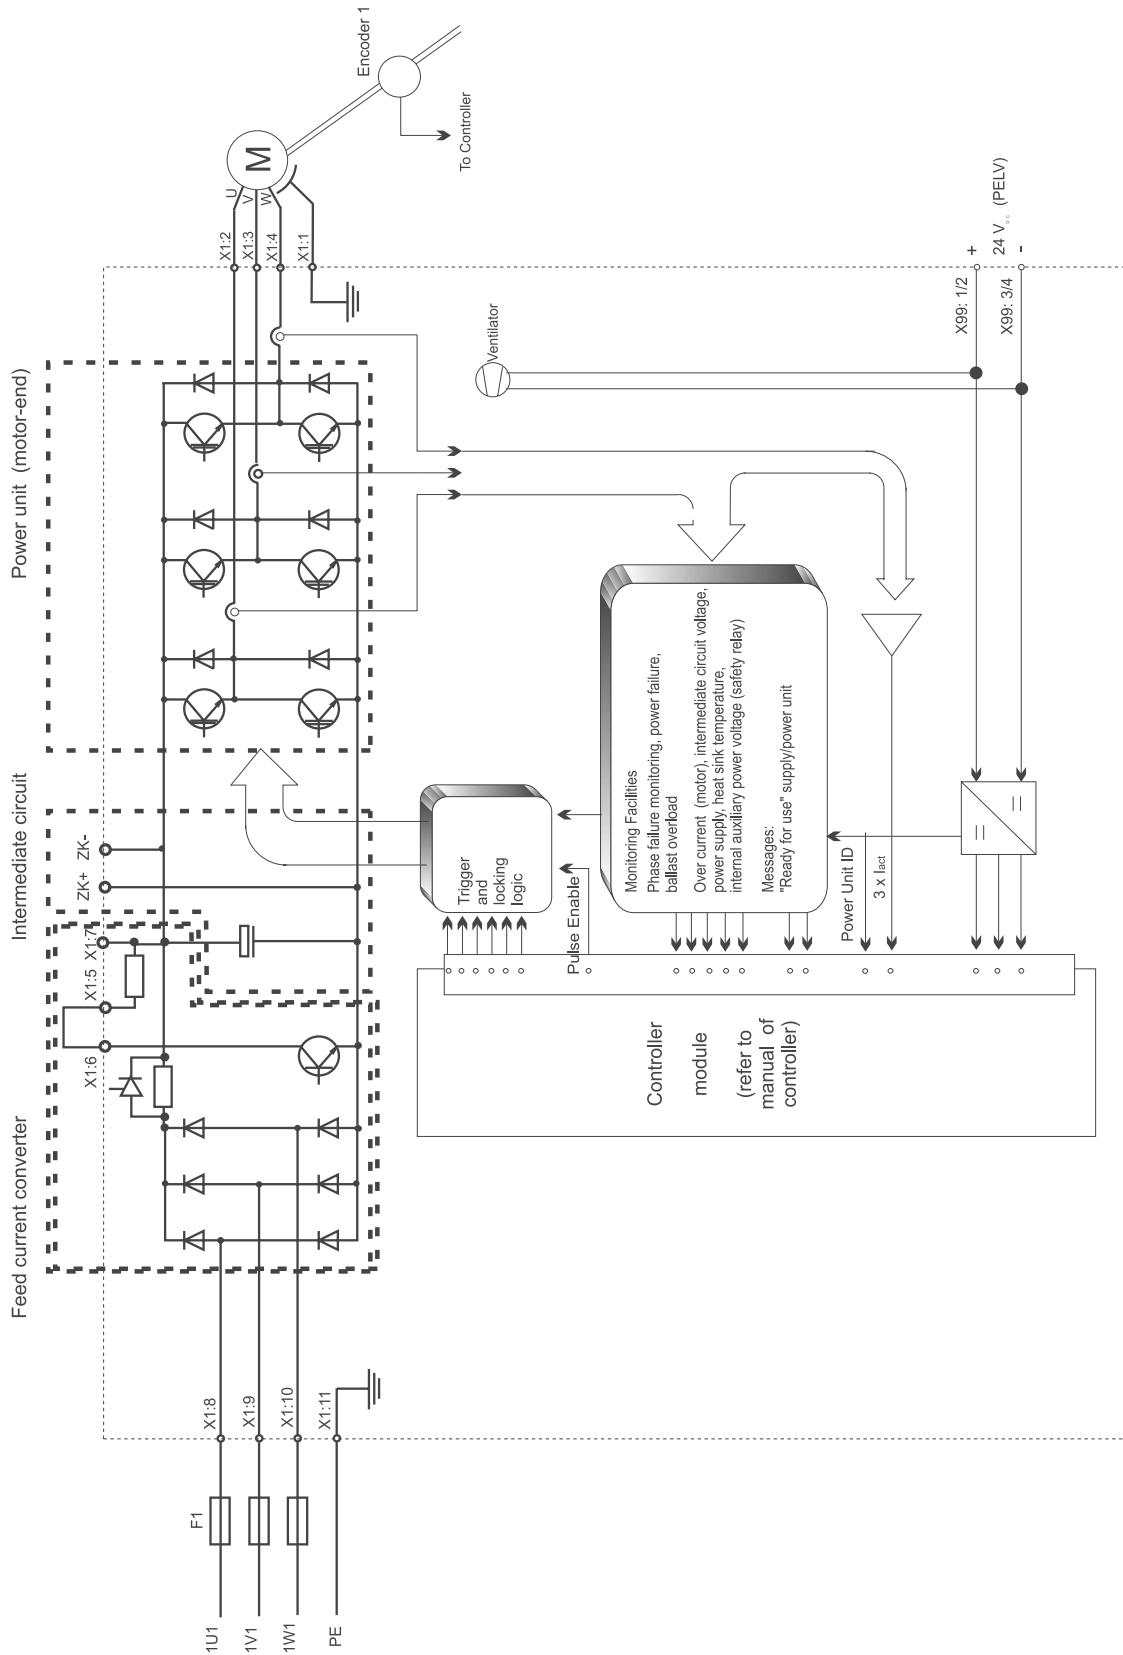 Feed current converter
Intermediate circuit
Power unit (motor-end)
X1:6
X1:5
X1:7
ZK+
ZK-
1U1
1V1
1W1
PE
F1
X1:8
X1:9
X1:10
X1:11
X1:2
X1:3
X1:4
X1:1
U
V
W
M
Encoder 1
To Controller
Ventilator
Trigger
and
locking
logic
Pulse Enable
Monitoring Facilities
Phase failure monitoring, power failure,
ballast overload
Over current (motor), intermediate circuit voltage,
power supply, heat sink temperature,
internal auxiliary power voltage (safety relay)
Messages:
"Ready for use" supply/power unit
Power Unit ID
3 x Iact
Controller
module
(refer to
manual of
controller)
X99: 1/2
X99: 3/4
+
24 V (PELV)
-